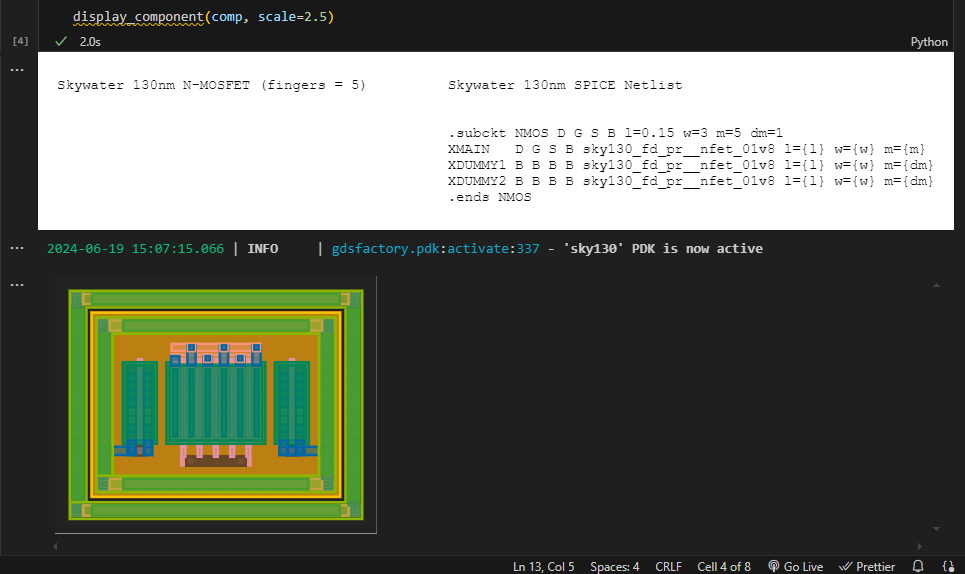 display_component(comp, scale=2.5)
[4]
2.0s
Python
Skywater 130nm N-MOSFET (fingers = 5)
Skywater 130nm SPICE Netlist
.subckt NMOS D G S B l=0.15 w=3 m=5 dm=1
XMAIN   D G S B sky130_fd_pr__nfet_01v8 l={l} w={w} m={m}
XDUMMY1 B B B B sky130_fd_pr__nfet_01v8 l={l} w={w} m={dm}
XDUMMY2 B B B B sky130_fd_pr__nfet_01v8 l={l} w={w} m={dm}
.ends NMOS
2024-06-19 15:07:15.066 | INFO     | gdsfactory.pdk:activate:337 - 'sky130' PDK is now active
Ln 13, Col 5
Spaces: 4
CRLF
Cell 4 of 8
Go Live
Prettier